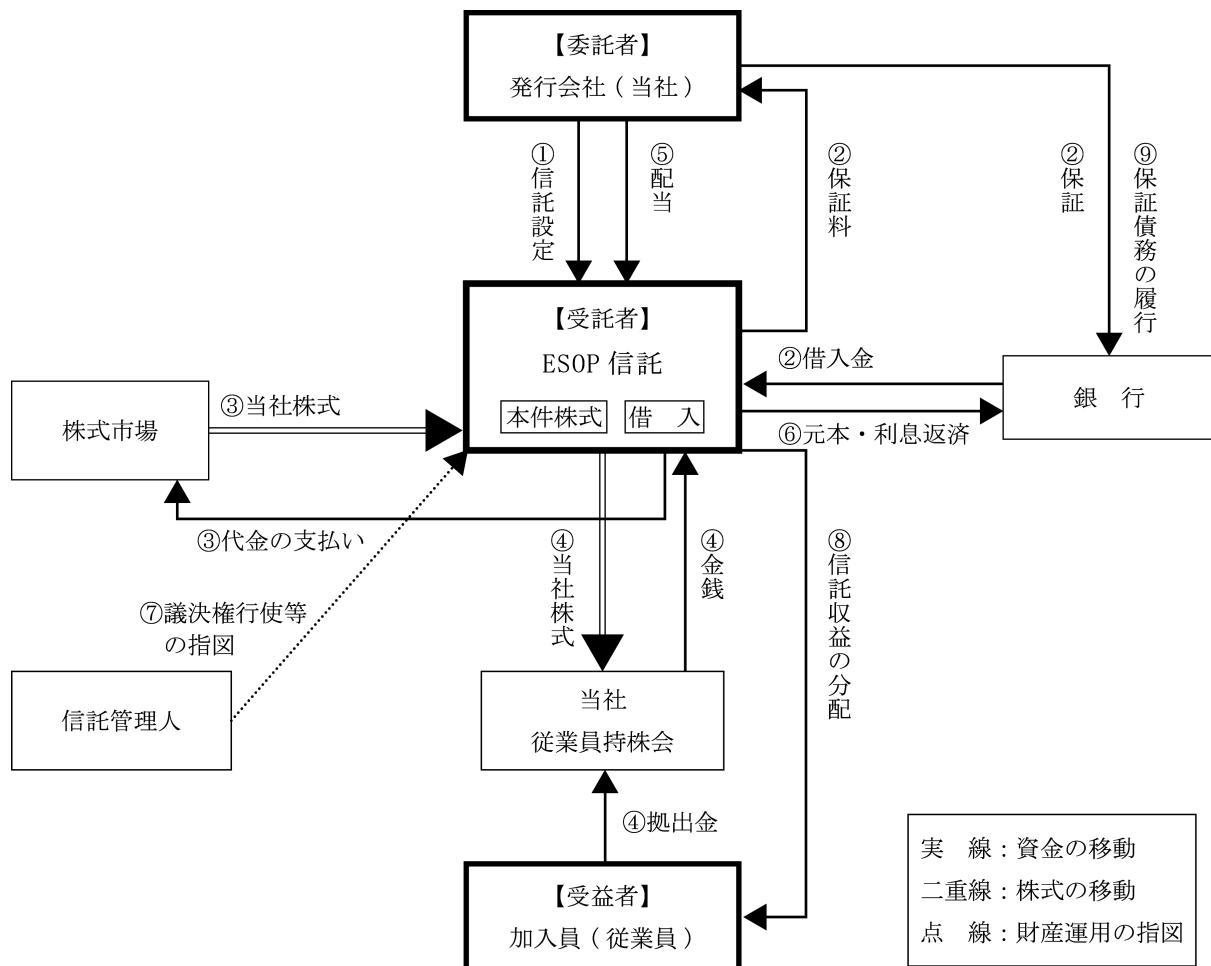 【委託者】
発行会社(当社)
①信託設定
⑤配当
②保証料
②保証
⑨保証債務の履行
【受託者】
ESOP 信託
本件株式
借 入
②借入金
⑥元本・利息返済
銀 行
株式市場
③当社株式
③代金の支払い
④当社株式
④金銭
⑧信託収益の分配
⑦議決権行使等
の指図
信託管理人
当社
従業員持株会
④拠出金
【受益者】
加入員(従業員)
実 線:資金の移動
二重線:株式の移動
点 線:財産運用の指図